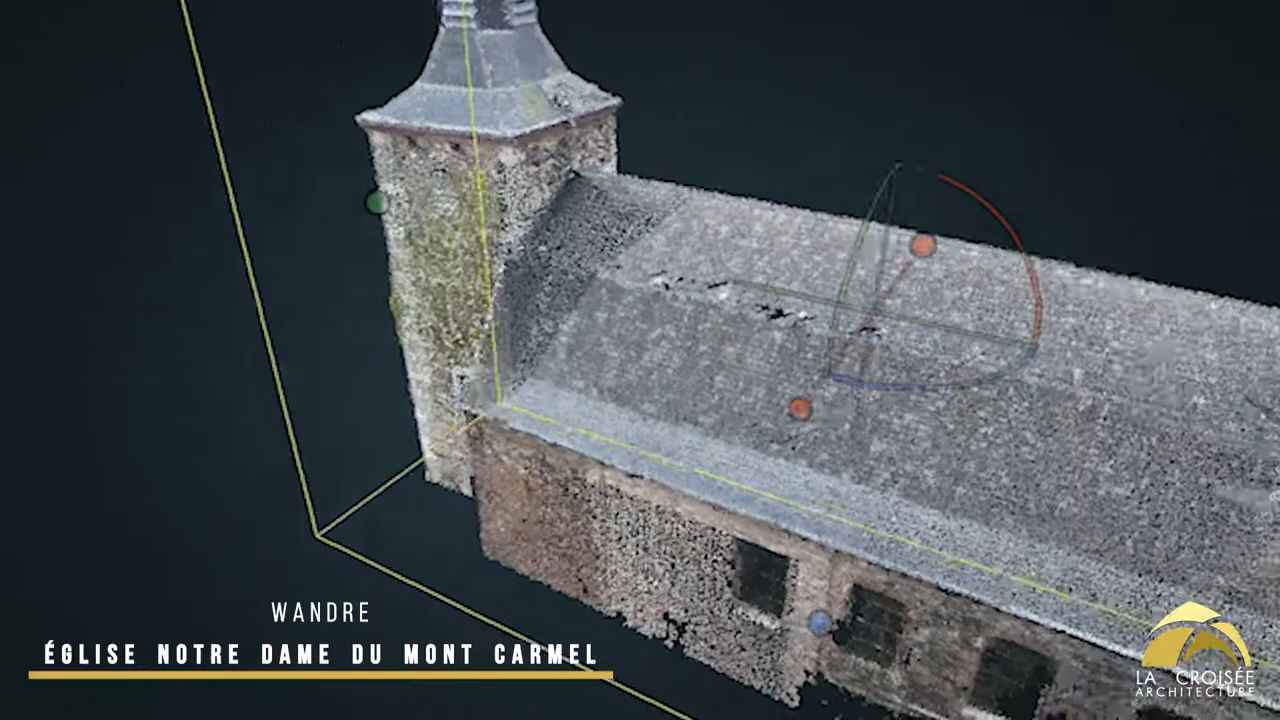 WANDRE
ÉGLISE NOTRE DAME DU MONT CARMEL
LA CROISÉE
ARCHITECTURE